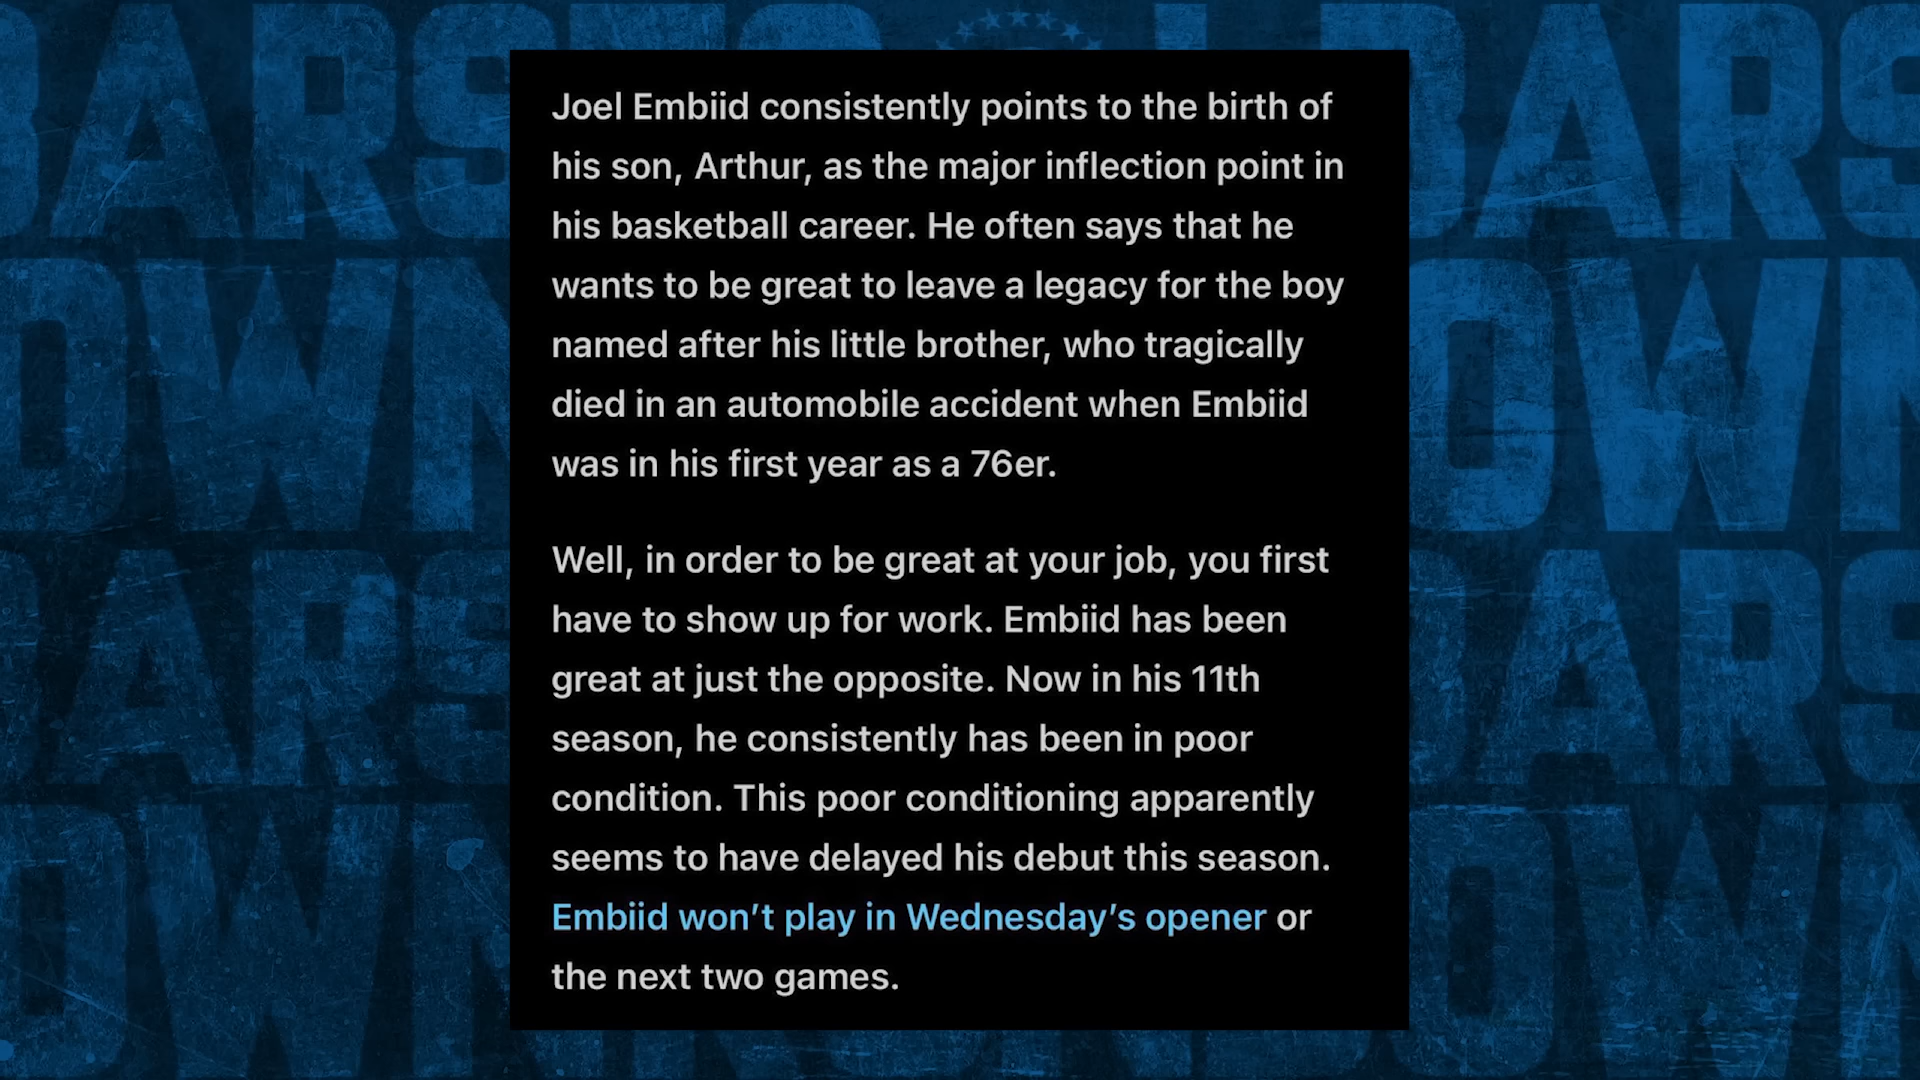 Joel Embiid consistently points to the birth of
his son, Arthur, as the major inflection point in
his basketball career. He often says that he
wants to be great to leave a legacy for the boy
named after his little brother, who tragically
died in an automobile accident when Embiid
was in his first year as a 76er.
Well, in order to be great at your job, you first
have to show up for work. Embiid has been
great at just the opposite. Now in his 11th
season, he consistently has been in poor
condition. This poor conditioning apparently
seems to have delayed his debut this season.
Embiid won’t play in Wednesday’s opener or
the next two games.